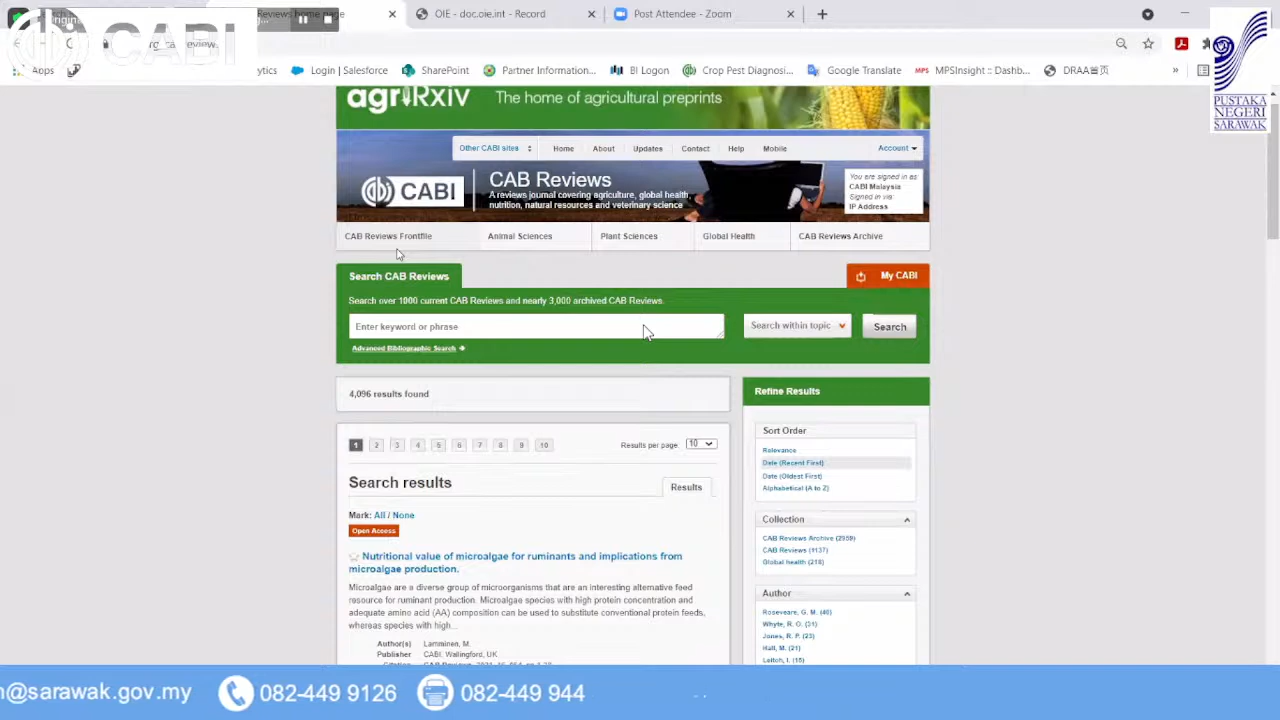 Reviews home page
OIE - doc.oie.int - Record
Post Attendee - Zoom
CABI
Apps
Login | Salesforce
SharePoint
Partner Information...
BI Logon
Crop Pest Diagnosi...
Google Translate
MPS
MPSInsight :: Dashb...
PUSTAKA
NEGERI
SARAWAK
agriRxiv
The home of agricultural preprints
Other CABI sites
Home
About
Updates
Contact
Help
Mobile
Account
CABI
CAB Reviews
A reviews journal covering agriculture, global health,
nutrition, natural resources and veterinary science
You are signed in as
CABI Malaysia
Signed in via:
IP Address
CAB Reviews Frontfile
Animal Sciences
Plant Sciences
Global Health
CAB Reviews Archive
Search CAB Reviews
My CABI
Search over 1000 current CAB Reviews and nearly 3,000 archived CAB Reviews.
Enter keyword or phrase
Search within topic
Search
Advanced Bibliographic Search
4,096 results found
Refine Results
1 2 3 4 5 6 7 8 9 10
Results per page: 10
Sort Order
Relevance
Date (Recent First)
Date (Oldest First)
Alphabetical (A to Z)
Search results
Results
Mark: All / None
Open Access
Collection
CAB Reviews Archive (2959)
CAB Reviews (1137)
Global health (218)
Nutritional value of microalgae for ruminants and implications from
microalgae production.
Microalgae are a diverse group of microorganisms that are an interesting alternative feed
resource for ruminant production. Microalgae species with high protein concentration and
adequate amino acid (AA) composition can be used to substitute conventional protein feeds,
whereas species with high...
Author
Roseveare, G. M. (40)
Whyte, R. O. (31)
Jones, R. P. (23)
Hall, M. (21)
Leitch, I. (15)
Author(s) Lamminen, M.
Publisher CABI, Wallingford, UK
n@sarawak.gov.my
082-449 9126
082-449 944